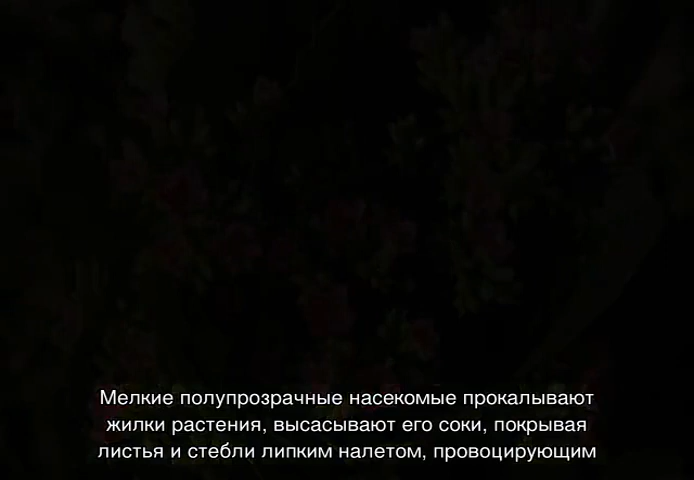 Мелкие полупрозрачные насекомые прокалывают
жилки растения, высасывают его соки, покрывая
листья и стебли липким налетом, провоцирующим